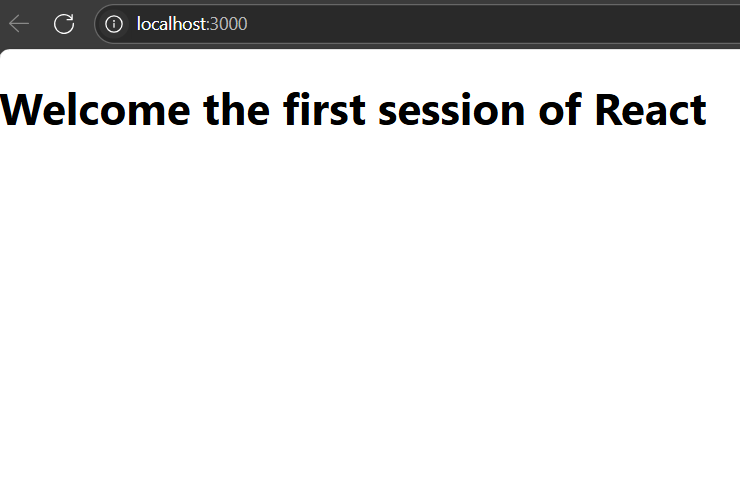 localhost:3000
Welcome the first session of React